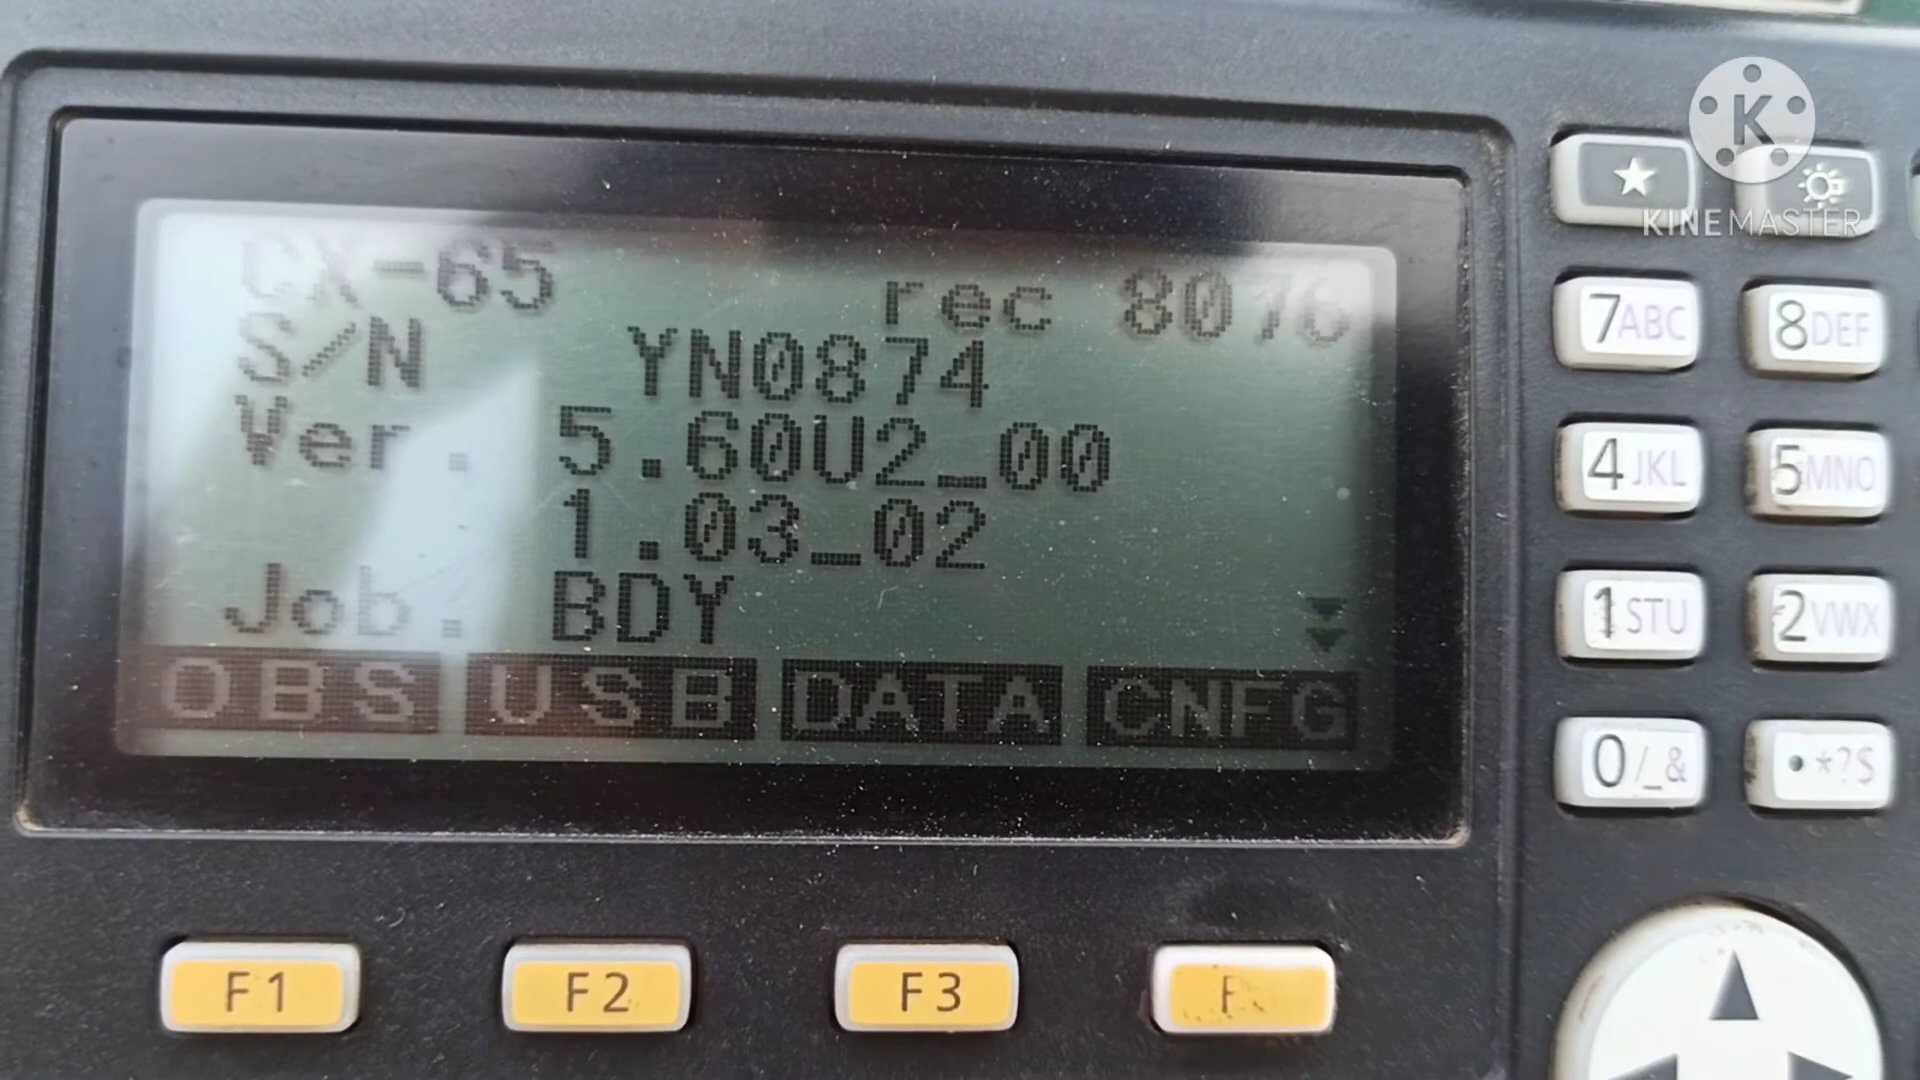 CX-65 rec 8076
S/N YN0874
Ver. 5.60U2_00
. 1.03_02
Job. BDY
OBS USB DATA CNFG
F1 F2 F3 F
K
KINEMASTER
7ABC 8DEF
4JKL 5MNO
1STU 2VWX
0/_& •*?$